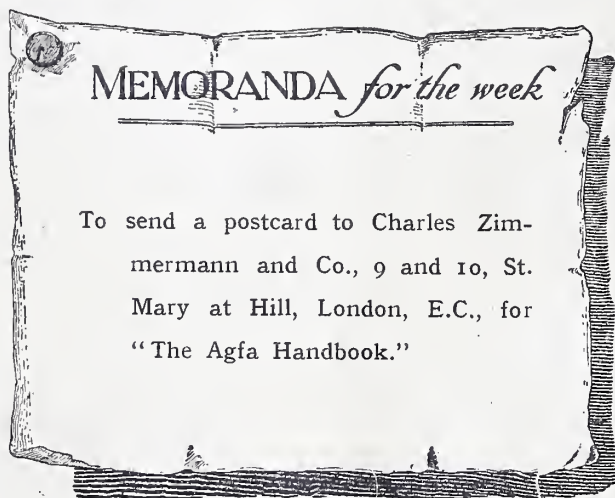 MEMORANDA for the week
To send a postcard to Charles Zim-
mermann and Co., 9 and 10, St.
Mary at Hill, London, E.C., for
"The Agfa Handbook."